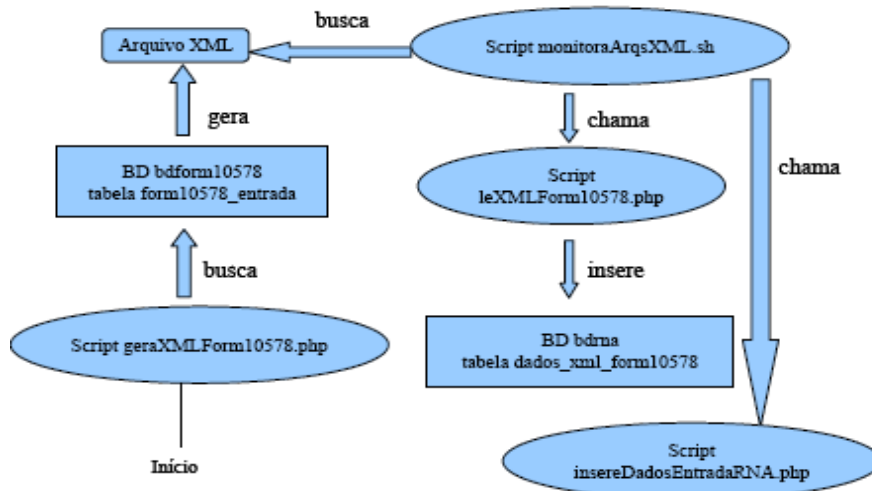 busca
Arquivo XML
Script monitoraArqsXML.sh
gera
chama
BD bdform10578
tabela form10578_entrada
Script
leXMLForm10578.php
chama
busca
insere
Script geraXMLForm10578.php
BD bdrna
tabela dados_xml_form10578
Início
Script
insereDadosEntradaRNA.php